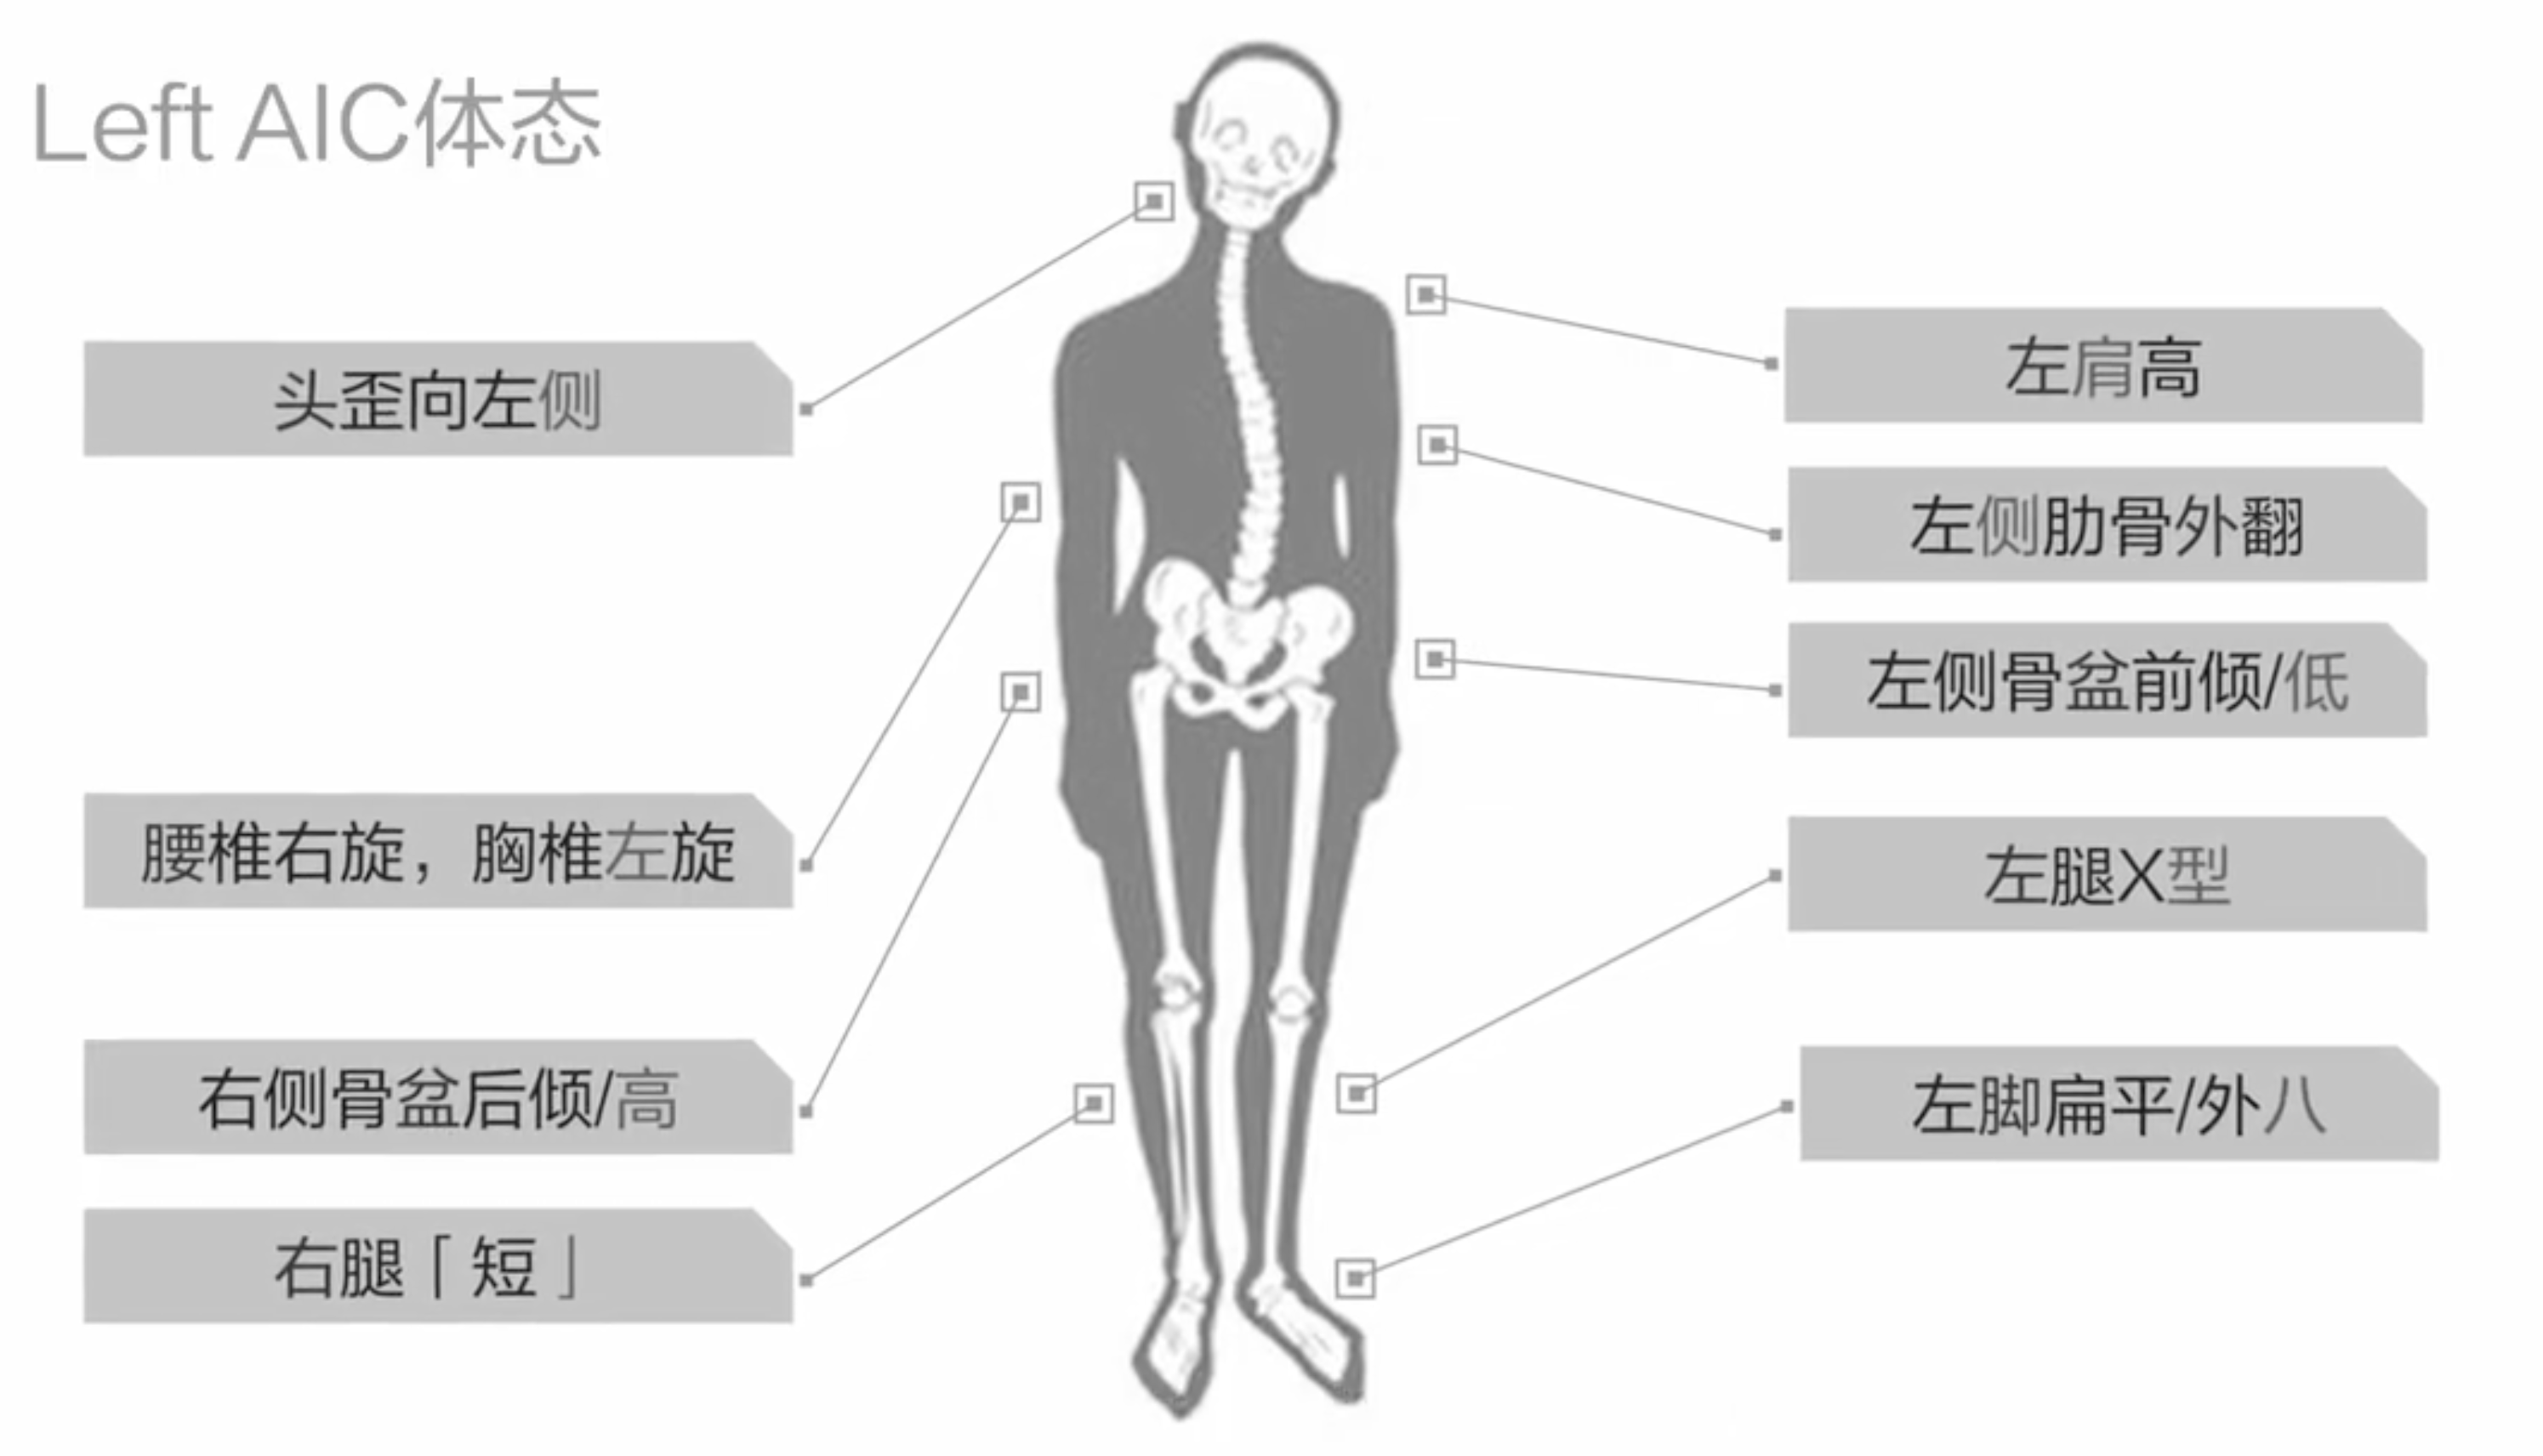 Left AIC体态
头歪向左侧
腰椎右旋，胸椎左旋
右侧骨盆后倾/高
右腿「短」
左肩高
左侧肋骨外翻
左侧骨盆前倾/低
左腿X型
左脚扁平/外八